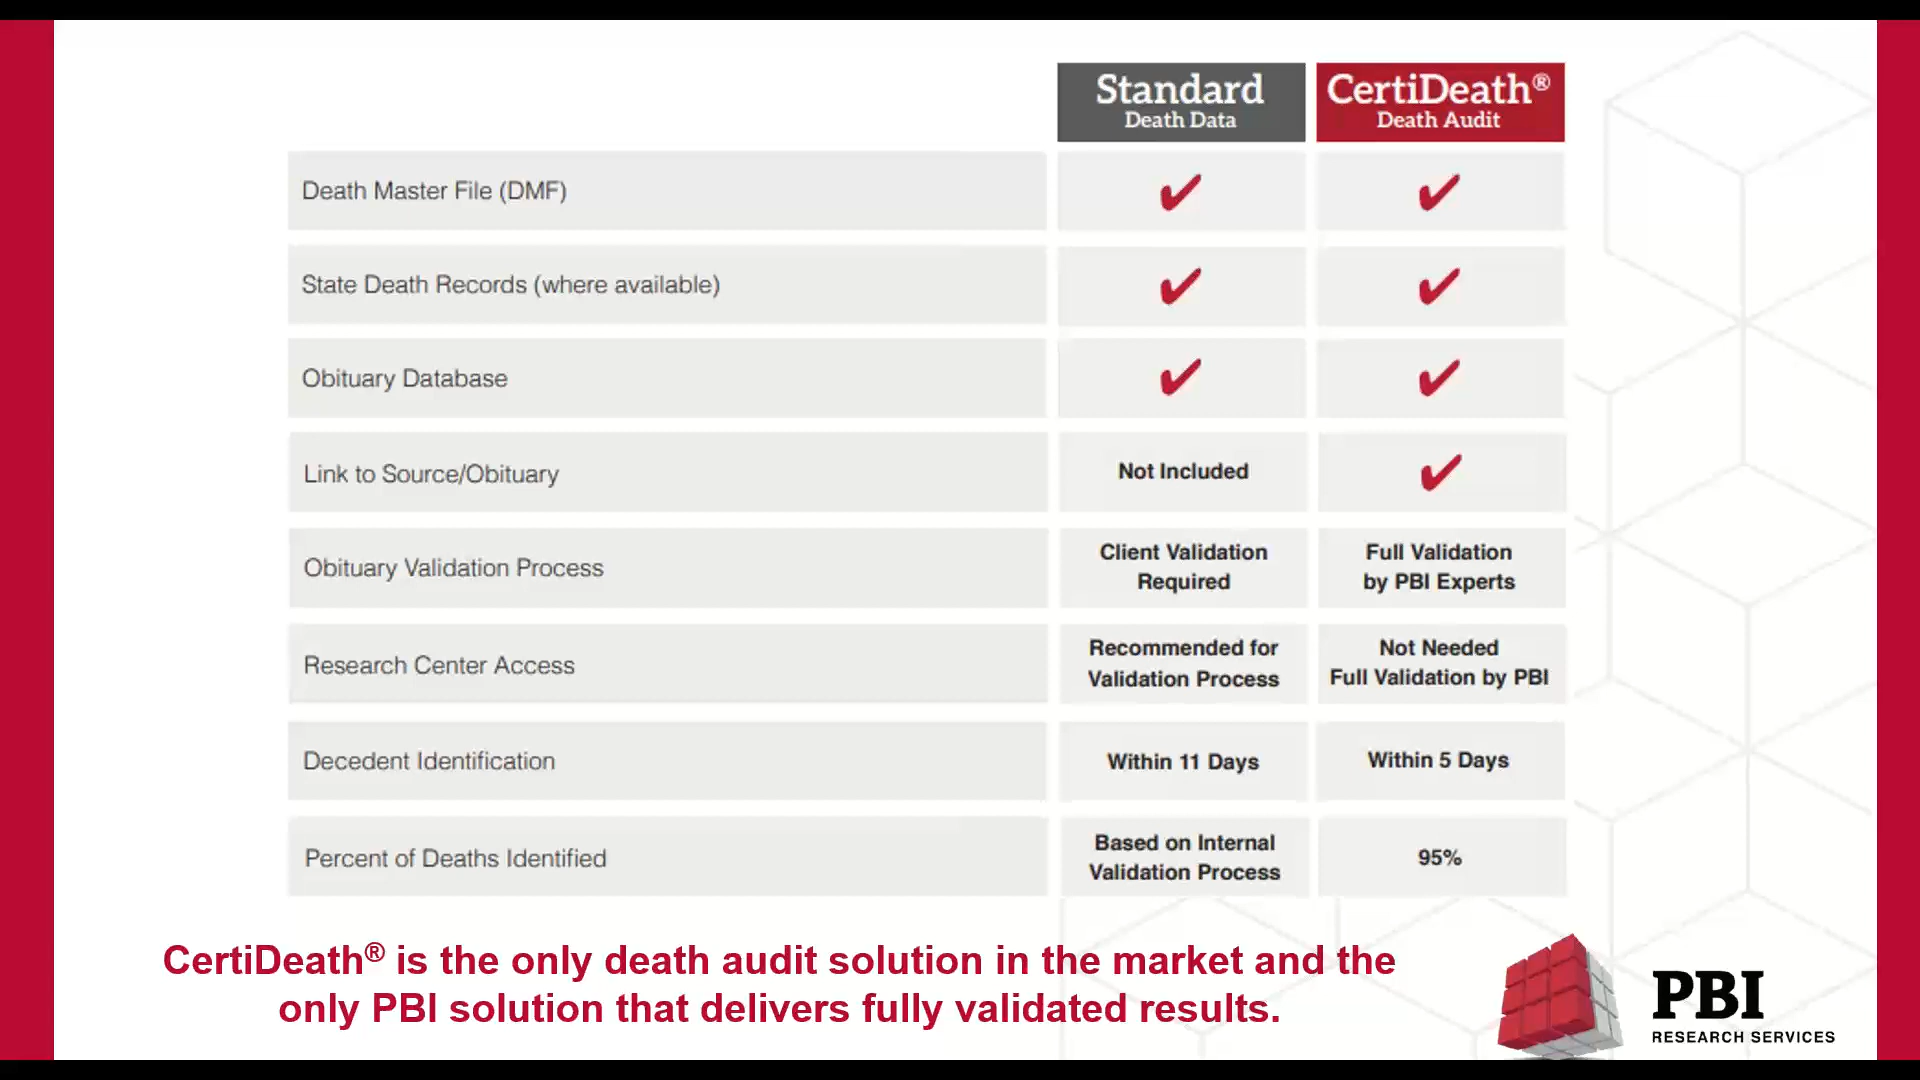 Standard
Death Data
CertiDeath®
Death Audit
Death Master File (DMF)
✔ ✔
State Death Records (where available)
✔ ✔
Obituary Database
✔ ✔
Link to Source/Obituary
Not Included
✔
Obituary Validation Process
Client Validation
Required
Full Validation
by PBI Experts
Research Center Access
Recommended for
Validation Process
Not Needed
Full Validation by PBI
Decedent Identification
Within 11 Days
Within 5 Days
Percent of Deaths Identified
Based on Internal
Validation Process
95%
CertiDeath® is the only death audit solution in the market and the
only PBI solution that delivers fully validated results.
PBI
RESEARCH SERVICES